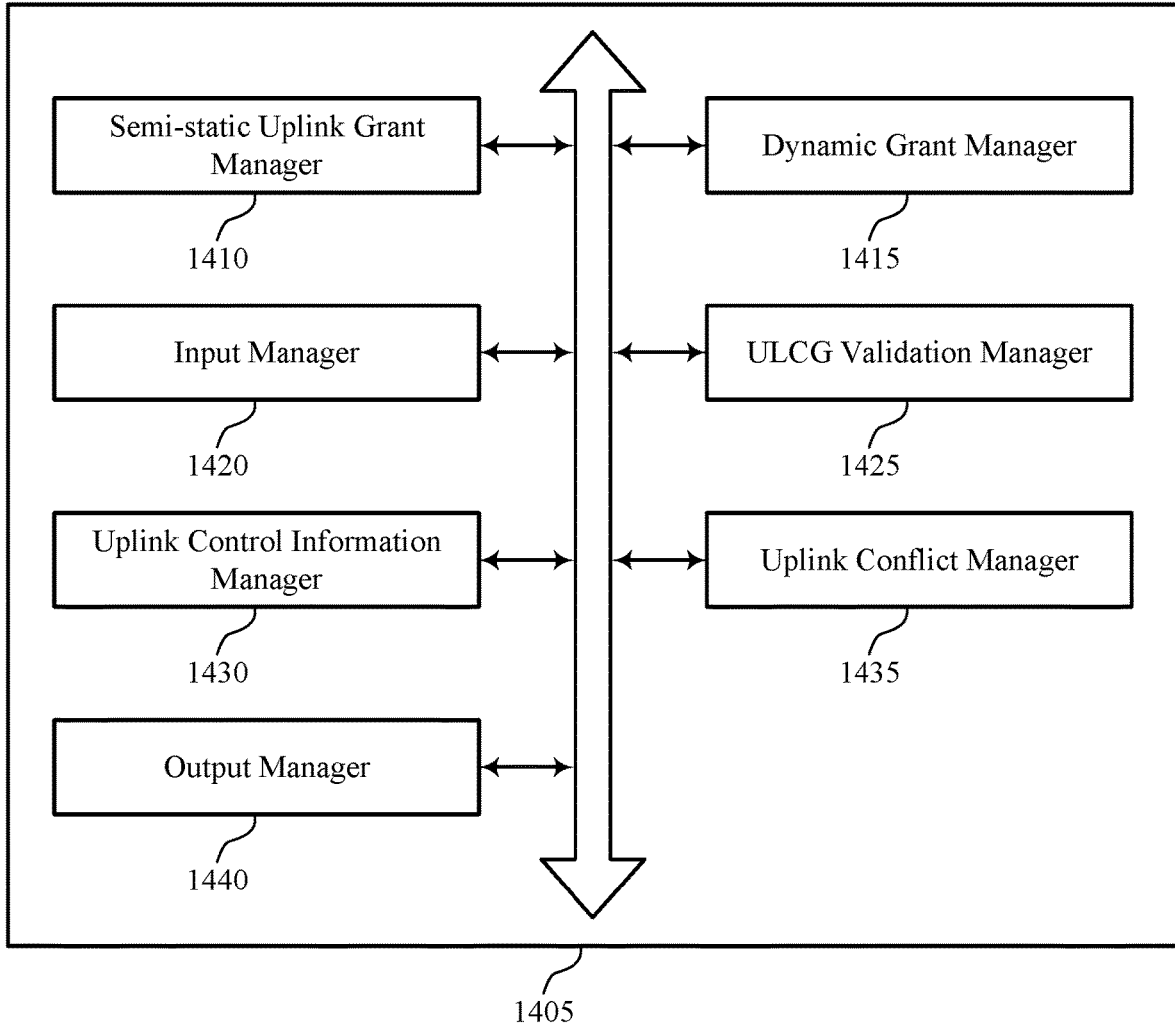 Semi-static Uplink Grant
Manager
1410
Dynamic Grant Manager
1415
Input Manager
1420
ULCG Validation Manager
1425
Uplink Control Information
Manager
1430
Uplink Conflict Manager
1435
Output Manager
1440
1405